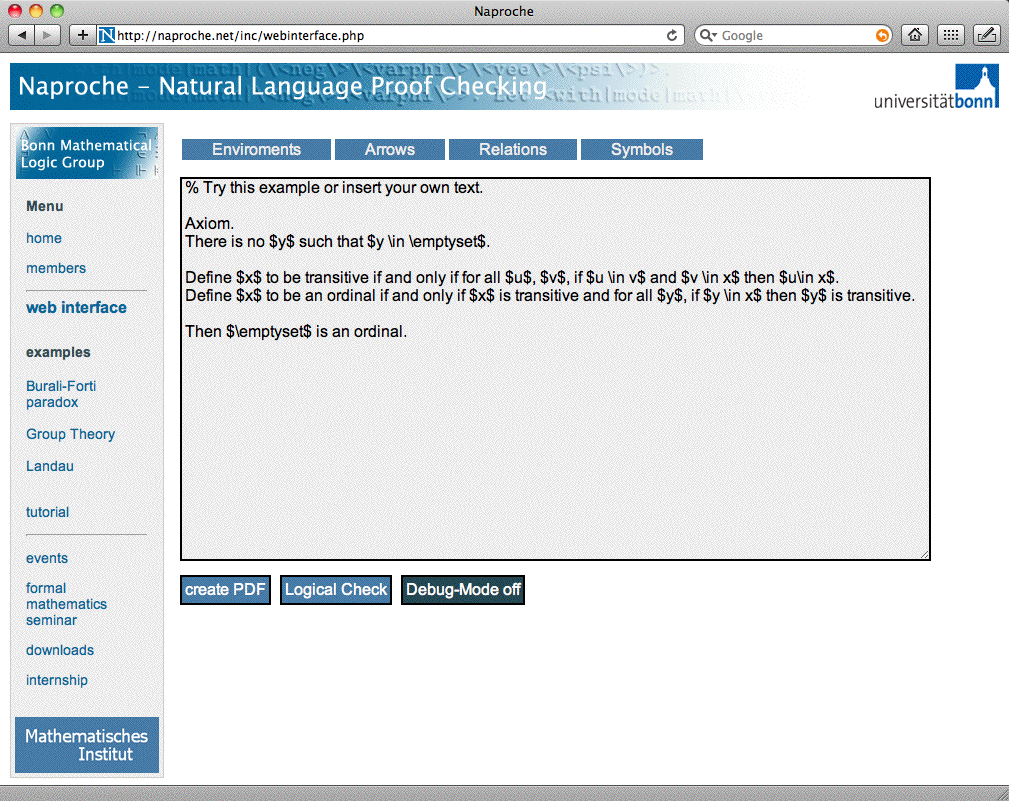 Naproche
http://naproche.net/inc/webinterface.php
Google
Naproche – Natural Language Proof Checking
universitätbonn
Bonn Mathematical
Logic Group
Menu
home
members
web interface
examples
Burali-Forti
paradox
Group Theory
Landau
tutorial
events
formal
mathematics
seminar
downloads
internship
Mathematisches
Institut
Enviroments Arrows Relations Symbols
% Try this example or insert your own text.
Axiom.
There is no $y$ such that $y \in \emptyset$.
Define $x$ to be transitive if and only if for all $u$, $v$, if $u \in v$ and $v \in x$ then $u\in x$.
Define $x$ to be an ordinal if and only if $x$ is transitive and for all $y$, if $y \in x$ then $y$ is transitive.
Then $\emptyset$ is an ordinal.
create PDF Logical Check Debug-Mode off